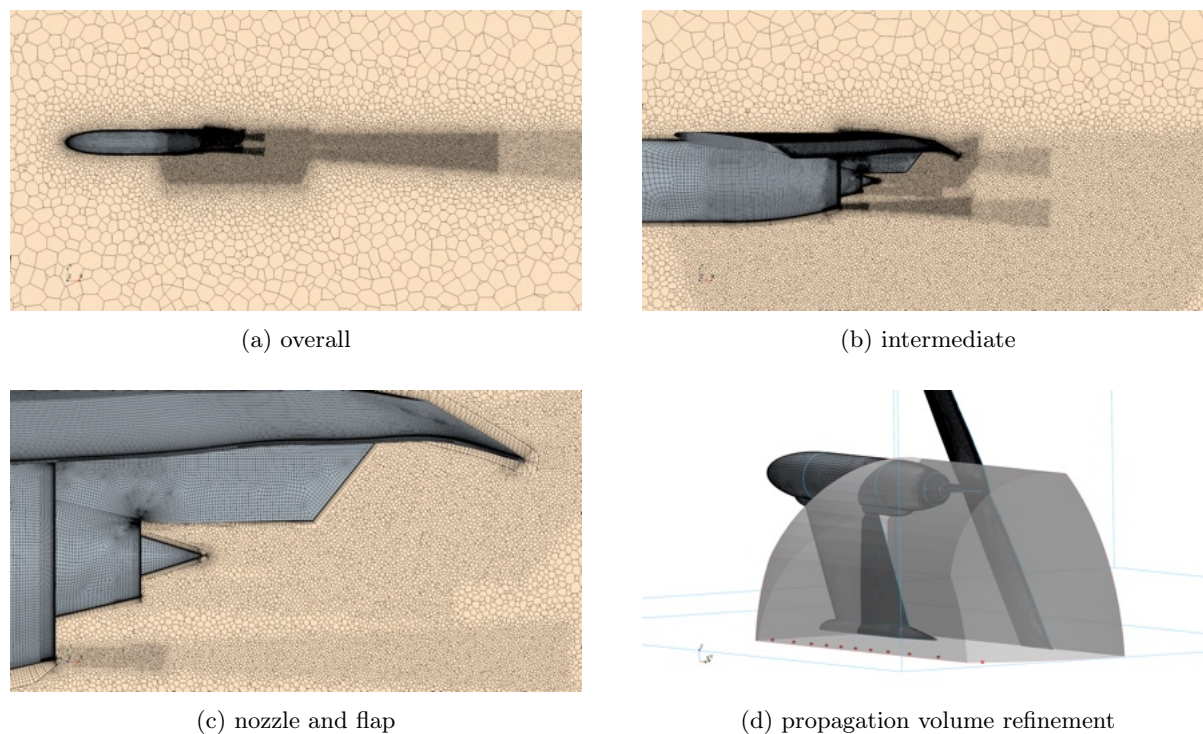 (a) overall
(b) intermediate
(c) nozzle and flap
(d) propagation volume refinement